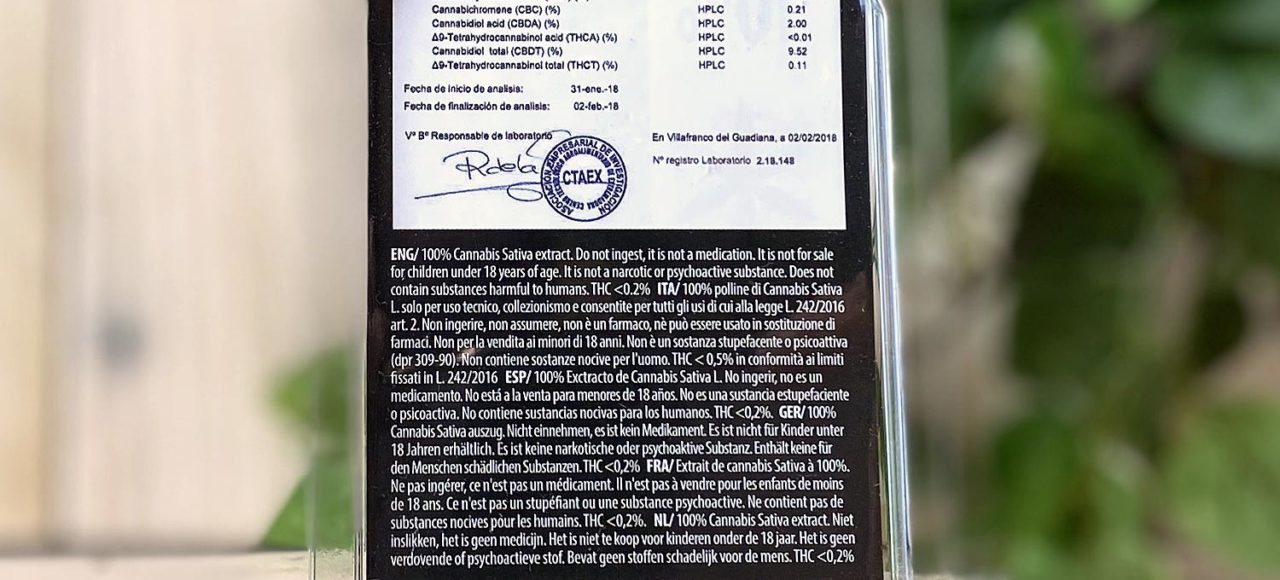 Cannabichromene (CBC) (%) HPLC 0.21
Cannabidiol acid (CBDA) (%) HPLC 2.00
Δ9-Tetrahydrocannabinol acid (THCA) (%) HPLC <0.01
Cannabidiol total (CBDT) (%) HPLC 9.52
Δ9-Tetrahydrocannabinol total (THCT) (%) HPLC 0.11
Fecha de inicio de analisis: 31-ene.-18
Fecha de finalización de analisis: 02-feb.-18
Vº Bº Responsable de laboratorio
En Villafranco del Guadiana, a 02/02/2018
Nº registro Laboratorio 2.18.148
ASOCIACIÓN EMPRESARIAL DE INVESTIGACIÓN
CENTRO TECNOLÓGICO AGROALIMENTARIO DE EXTREMADURA
CTAEX
ENG/ 100% Cannabis Sativa extract. Do not ingest, it is not a medication. It is not for sale
for children under 18 years of age. It is not a narcotic or psychoactive substance. Does not
contain substances harmful to humans. THC <0.2% ITA/ 100% polline di Cannabis Sativa
L. solo per uso tecnico, collezionismo e consentite per tutti gli usi di cui alla legge L. 242/2016
art. 2. Non ingerire, non assumere, non è un farmaco, nè può essere usato in sostituzione di
farmaci. Non per la vendita ai minori di 18 anni. Non è un sostanza stupefacente o psicoattiva
(dpr 309-90). Non contiene sostanze nocive per l'uomo. THC < 0,5% in conformità ai limiti
fissati in L. 242/2016 ESP/ 100% Exctracto de Cannabis Sativa L. No ingerir, no es un
medicamento. No está a la venta para menores de 18 años. No es una sustancia estupefaciente
o psicoactiva. No contiene sustancias nocivas para los humanos. THC <0,2%. GER/ 100%
Cannabis Sativa auszug. Nicht einnehmen, es ist kein Medikament. Es ist nicht für Kinder unter
18 Jahren erhältlich. Es ist keine narkotische oder psychoaktive Substanz. Enthält keine für
den Menschen schädlichen Substanzen. THC <0,2% FRA/ Extrait de cannabis Sativa à 100%.
Ne pas ingérer, ce n'est pas un médicament. Il n'est pas à vendre pour les enfants de moins
de 18 ans. Ce n'est pas un stupéfiant ou une substance psychoactive. Ne contient pas de
substances nocives pour les humains. THC <0,2%. NL/ 100% Cannabis Sativa extract. Niet
inslikken, het is geen medicijn. Het is niet te koop voor kinderen onder de 18 jaar. Het is geen
verdovende of psychoactieve stof. Bevat geen stoffen schadelijk voor de mens. THC <0,2%